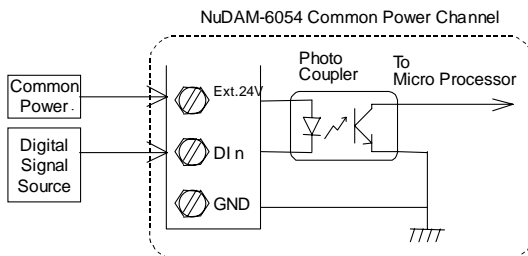 NuDAM-6054 Common Power Channel
Photo
Coupler
To
Micro Processor
Common
Power.
Ext.24V
Digital
Signal
Source
DI n
GND